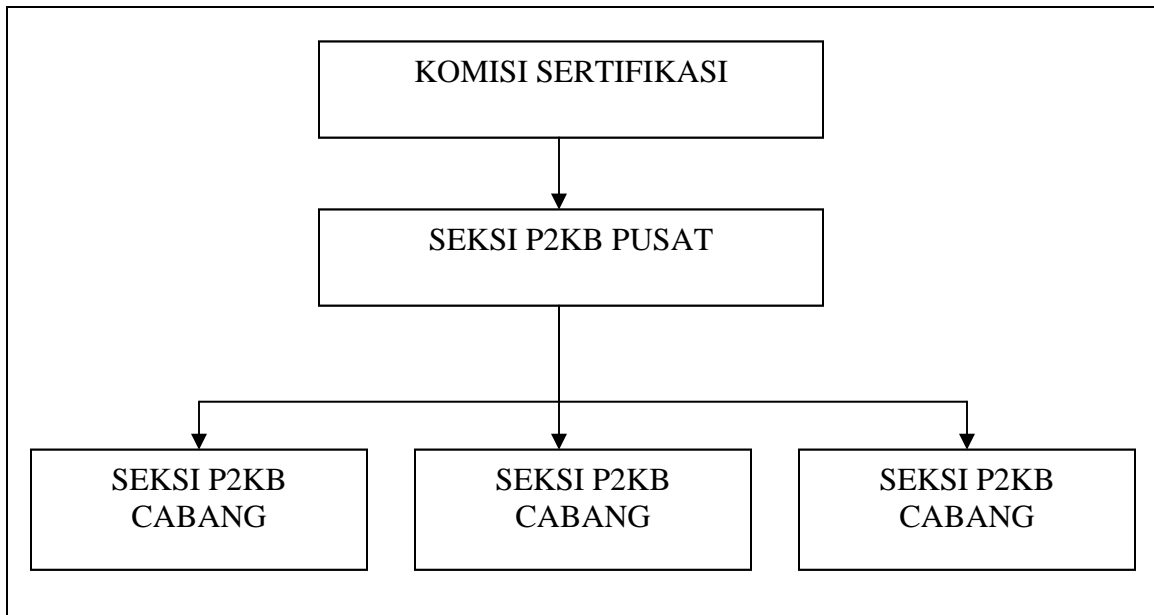 KOMISI SERTIFIKASI
SEKSI P2KB PUSAT
SEKSI P2KB
CABANG
SEKSI P2KB
CABANG
SEKSI P2KB
CABANG